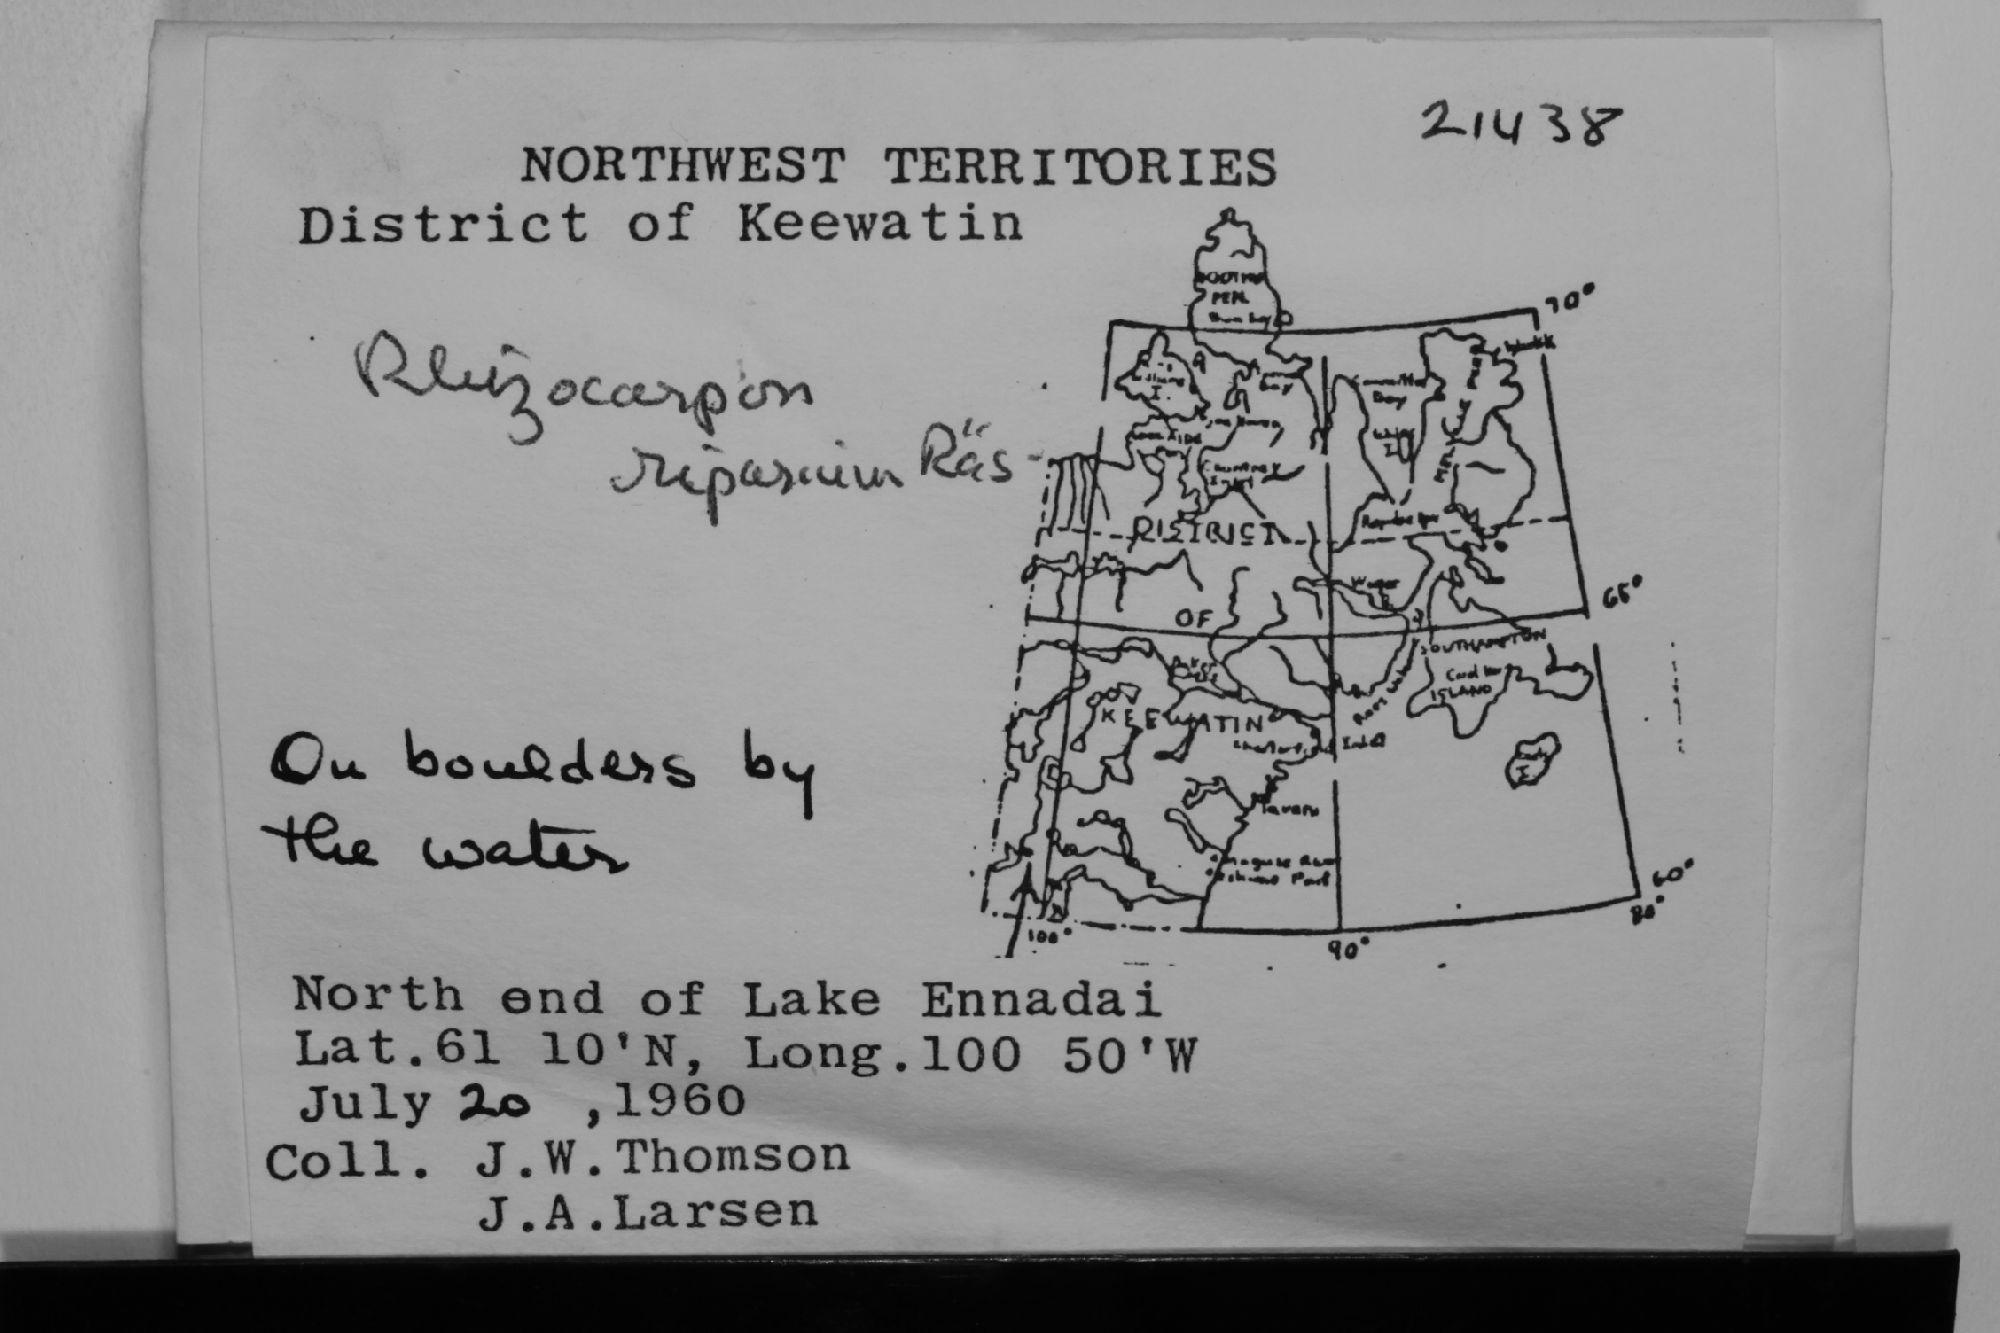 21438
NORTHWEST TERRITORIES
District of Keewatin
Rhizocarpon
riparium Räs
70°
DISTRICT
OF
65°
SOUTHAMPTON
ISLAND
KEEWATIN
Inlet
60°
80°
90°
100°
On boulders by
the water
North end of Lake Ennadai
Lat.61 10'N, Long.100 50'W
July 20 ,1960
Coll. J.W.Thomson
J.A.Larsen